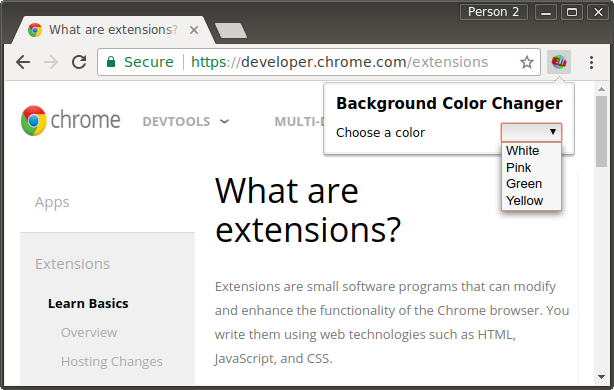 Person 2
What are extensions?
Secure
https://developer.chrome.com/extensions
chrome
DEVTOOLS
MULTI-D
Background Color Changer
Choose a color
White
Pink
Green
Yellow
Apps
Extensions
Learn Basics
Overview
Hosting Changes
What are
extensions?
Extensions are small software programs that can modify
and enhance the functionality of the Chrome browser. You
write them using web technologies such as HTML,
JavaScript, and CSS.